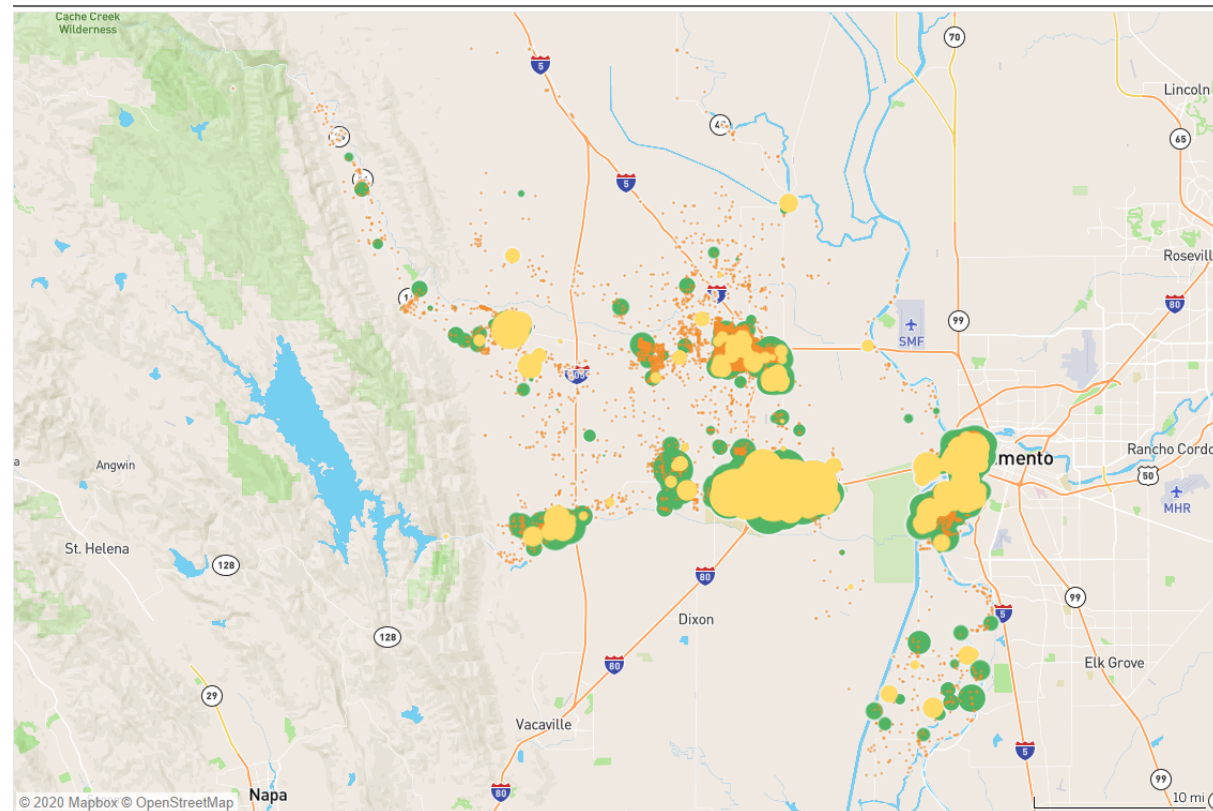 Cache Creek
Wilderness
70
5
Lincoln
65
5
Rosevill
80
SMF
99
mento
Rancho Cordo
50
MHR
Angwin
St. Helena
128
80
Dixon
99
5
128
Elk Grove
29
Vacaville
5
80
99
Napa
© 2020 Mapbox © OpenStreetMap
10 mi